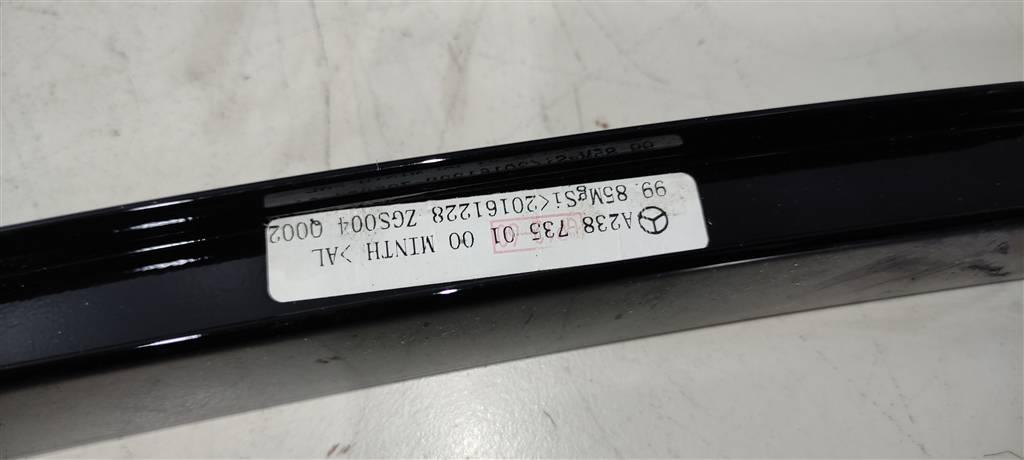 A238 735 01 00 MINTH >AL
99.85MgSi<20161228 ZGS004 Q002